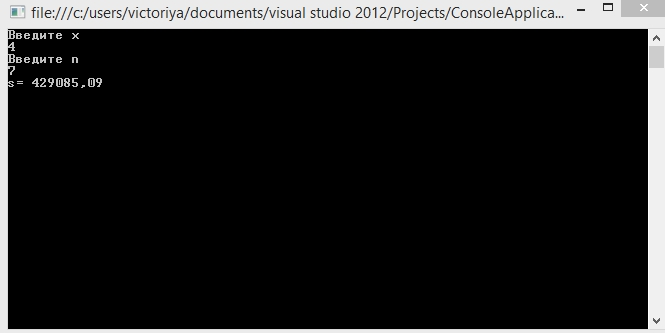 file:///c:/users/victoriya/documents/visual studio 2012/Projects/ConsoleApplica...
Введите x
4
Введите n
7
s= 429085,09